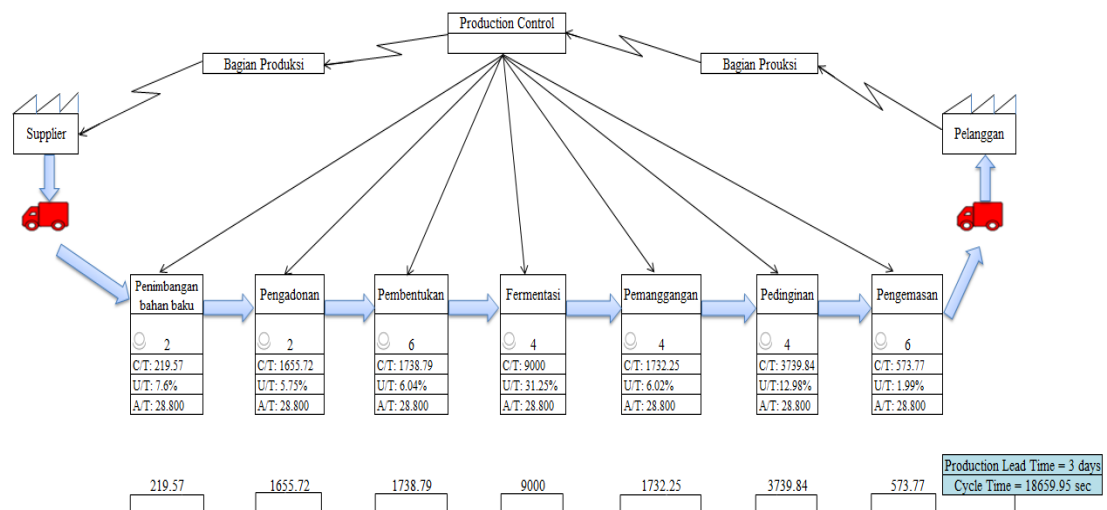 Production Control
Bagian Produksi
Bagian Prouksi
Supplier
Pelanggan
Penimbangan
bahan baku
2
C/T: 219.57
U/T: 7.6%
A/T: 28.800
Pengadonan
2
C/T: 1655.72
U/T: 5.75%
A/T: 28.800
Pembentukan
6
C/T: 1738.79
U/T: 6.04%
A/T: 28.800
Fermentasi
4
C/T: 9000
U/T: 31.25%
A/T: 28.800
Pemanggangan
4
C/T: 1732.25
U/T: 6.02%
A/T: 28.800
Pedinginan
4
C/T: 3739.84
U/T:12.98%
A/T: 28.800
Pengemasan
6
C/T: 573.77
U/T: 1.99%
A/T: 28.800
219.57
1655.72
1738.79
9000
1732.25
3739.84
573.77
Production Lead Time = 3 days
Cycle Time = 18659.95 sec